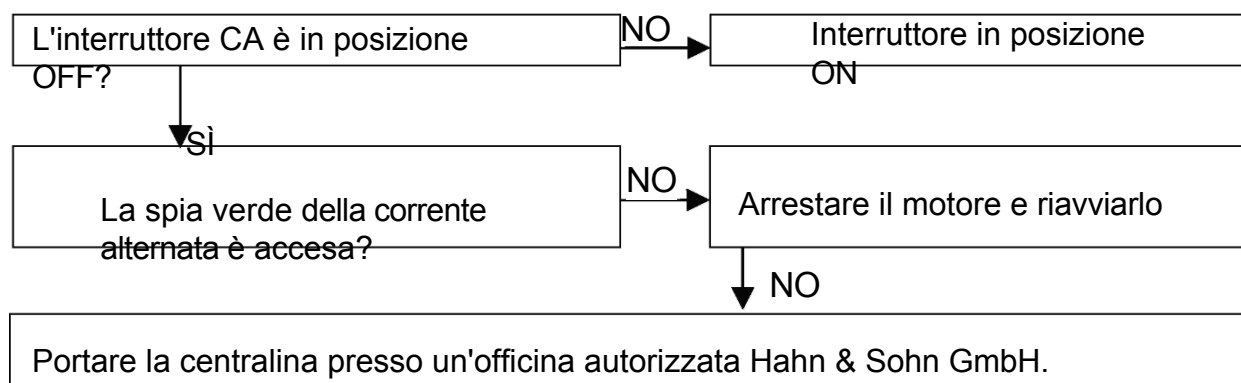 L'interruttore CA è in posizione
OFF?
NO
Interruttore in posizione
ON
SÌ
La spia verde della corrente
alternata è accesa?
NO
Arrestare il motore e riavviarlo
NO
Portare la centralina presso un'officina autorizzata Hahn & Sohn GmbH.